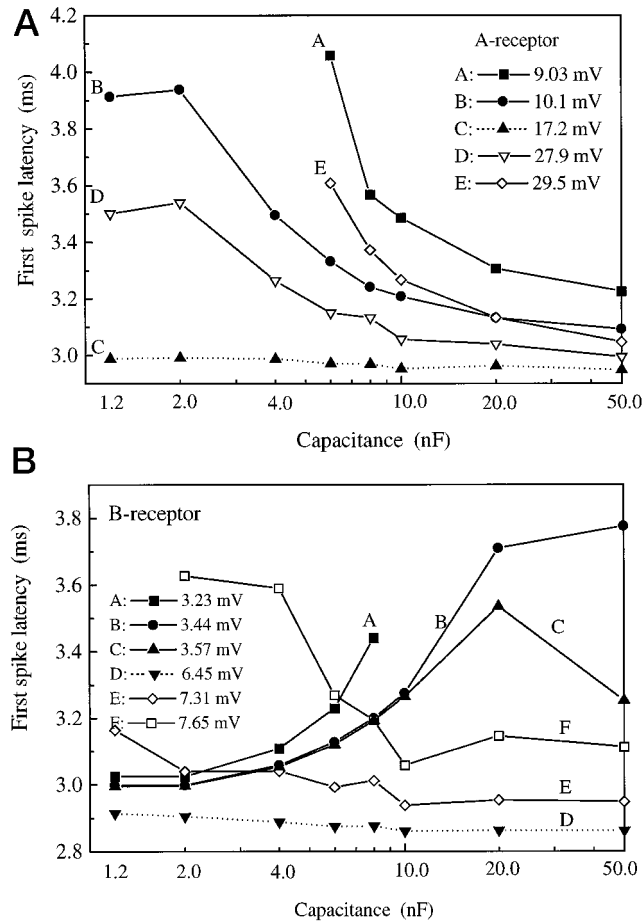 A
First spike latency (ms)
4.2
4.0
3.8
3.6
3.4
3.2
3.0
A
B
E
D
C
A-receptor
A: 9.03 mV
B: 10.1 mV
C: 17.2 mV
D: 27.9 mV
E: 29.5 mV
1.2 2.0 4.0 10.0 20.0 50.0
Capacitance (nF)
B
First spike latency (ms)
3.8
3.6
3.4
3.2
3.0
2.8
B-receptor
A: 3.23 mV
B: 3.44 mV
C: 3.57 mV
D: 6.45 mV
E: 7.31 mV
F: 7.65 mV
A
B
C
F
E
D
1.2 2.0 4.0 10.0 20.0 50.0
Capacitance (nF)